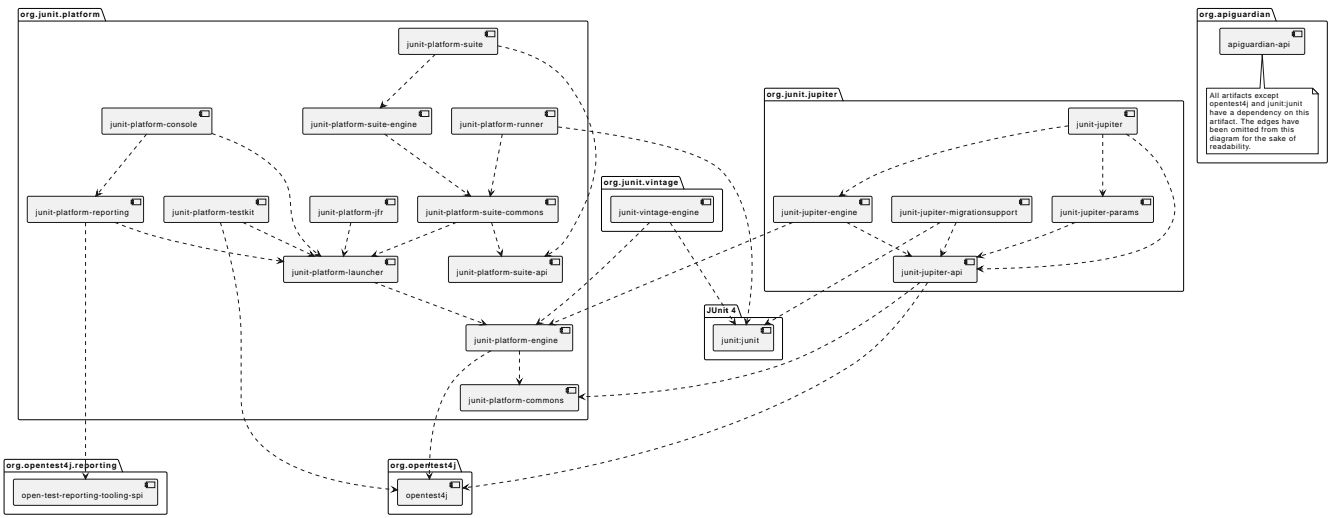 org.junit.platform
org.apiguardian
junit-platform-suite
apiguardian-api
org.junit.jupiter
All artifacts except
opentest4j and junit:junit
have a dependency on this
artifact. The edges have
been omitted from this
diagram for the sake of
readability.
junit-platform-console
junit-platform-suite-engine
junit-platform-runner
junit-jupiter
org.junit.vintage
junit-platform-reporting
junit-platform-testkit
junit-platform-jfr
junit-platform-suite-commons
junit-vintage-engine
junit-jupiter-engine
junit-jupiter-migrationsupport
junit-jupiter-params
junit-platform-launcher
junit-platform-suite-api
junit-jupiter-api
JUnit 4
junit-platform-engine
junit:junit
junit-platform-commons
org.opentest4j.reporting
org.opentest4j
open-test-reporting-tooling-spi
opentest4j